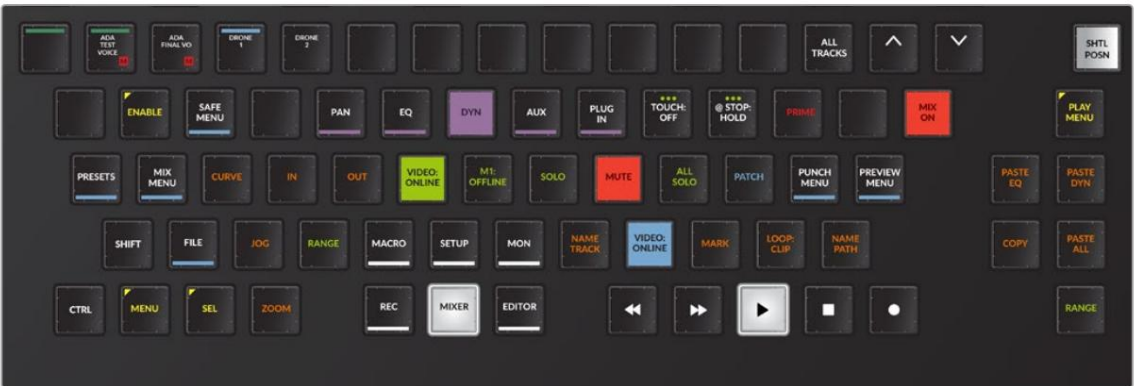 ADA
TEST
VOICE
M
ADA
FINAL VO
M
DRONE
1
DRONE
2
ALL
TRACKS
SHTL
POSN
ENABLE
SAFE
MENU
PAN
EQ
DYN
AUX
PLUG
IN
TOUCH:
OFF
@ STOP:
HOLD
PRIME
MIX
ON
PLAY
MENU
PRESETS
MIX
MENU
CURVE
IN
OUT
VIDEO:
ONLINE
M1:
OFFLINE
SOLO
MUTE
ALL
SOLO
PATCH
PUNCH
MENU
PREVIEW
MENU
PASTE
EQ
PASTE
DYN
SHIFT
FILE
JOG
RANGE
MACRO
SETUP
MON
NAME
TRACK
VIDEO:
ONLINE
MARK
LOOP:
CLIP
NAME
PATH
COPY
PASTE
ALL
CTRL
MENU
SEL
ZOOM
REC
MIXER
EDITOR
RANGE